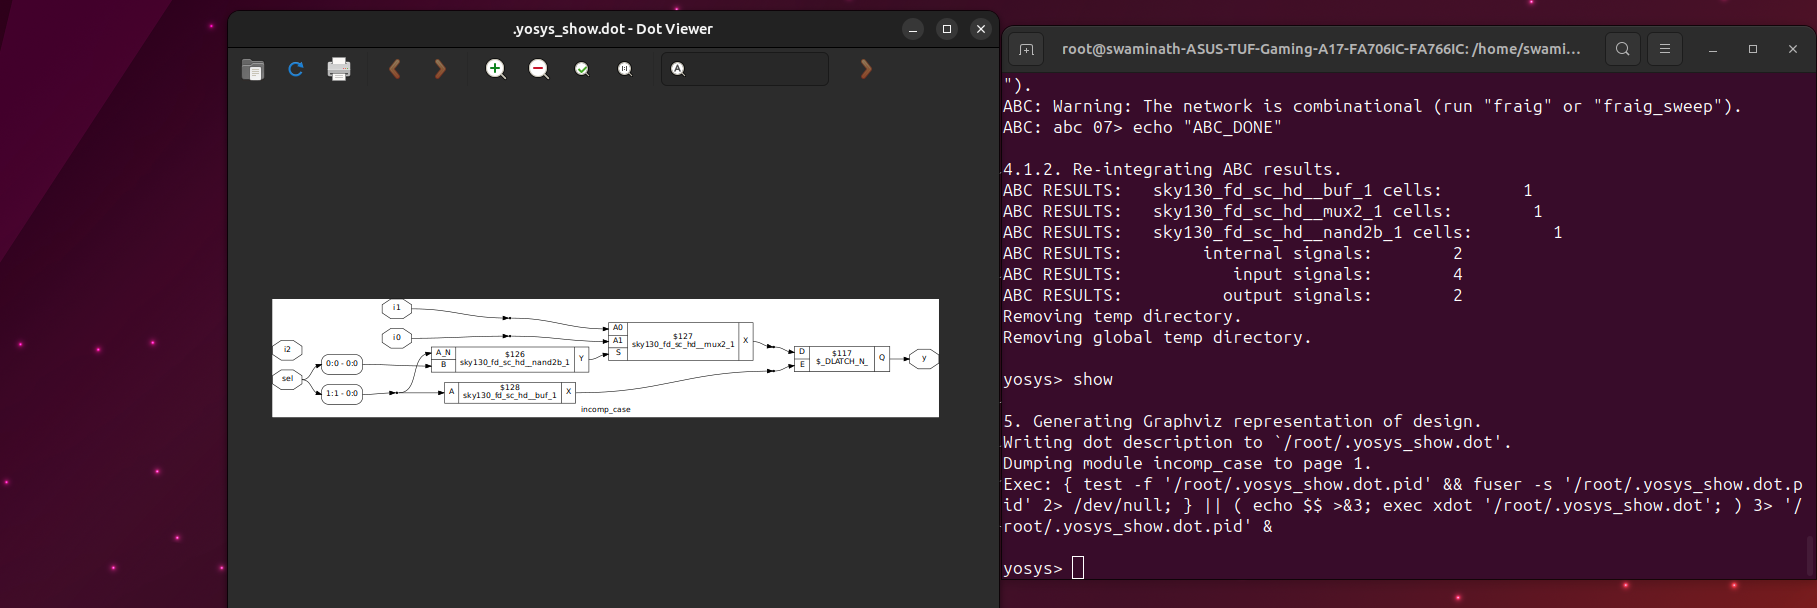 .yosys_show.dot - Dot Viewer
i1
i0
i2
sel
0:0 - 0:0
1:1 - 0:0
A_N
B
$126
sky130_fd_sc_hd__nand2b_1
Y
A
$128
sky130_fd_sc_hd__buf_1
X
A0
A1
S
$127
sky130_fd_sc_hd__mux2_1
X
D
E
$117
$_DLATCH_N_
Q
y
incomp_case
root@swaminath-ASUS-TUF-Gaming-A17-FA706IC-FA766IC: /home/swami...
").
ABC: Warning: The network is combinational (run "fraig" or "fraig_sweep").
ABC: abc 07> echo "ABC_DONE"
4.1.2. Re-integrating ABC results.
ABC RESULTS:   sky130_fd_sc_hd__buf_1 cells:        1
ABC RESULTS:   sky130_fd_sc_hd__mux2_1 cells:        1
ABC RESULTS:   sky130_fd_sc_hd__nand2b_1 cells:        1
ABC RESULTS:        internal signals:        2
ABC RESULTS:           input signals:        4
ABC RESULTS:          output signals:        2
Removing temp directory.
Removing global temp directory.
yosys> show
5. Generating Graphviz representation of design.
Writing dot description to `/root/.yosys_show.dot'.
Dumping module incomp_case to page 1.
Exec: { test -f '/root/.yosys_show.dot.pid' && fuser -s '/root/.yosys_show.dot.p
id' 2> /dev/null; } || ( echo $$ >&3; exec xdot '/root/.yosys_show.dot'; ) 3> '/
root/.yosys_show.dot.pid' &
yosys>